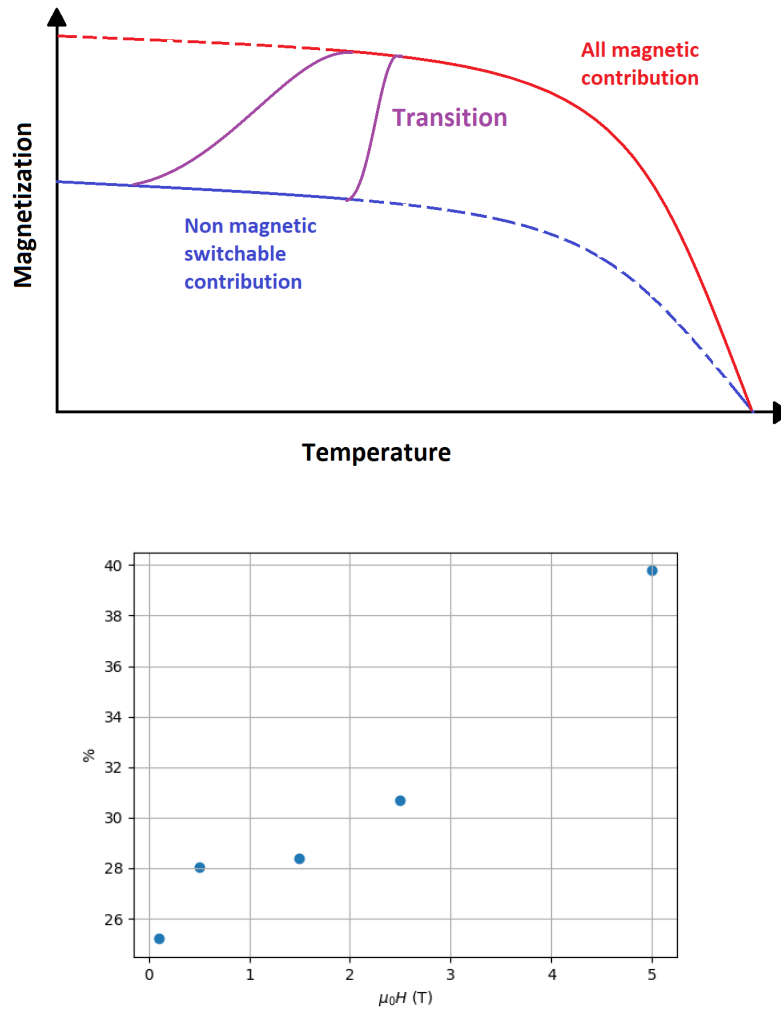 Magnetization
All magnetic
contribution
Transition
Non magnetic
switchable
contribution
Temperature
%
40
38
36
34
32
30
28
26
0 1 2 3 4 5
μ₀H (T)